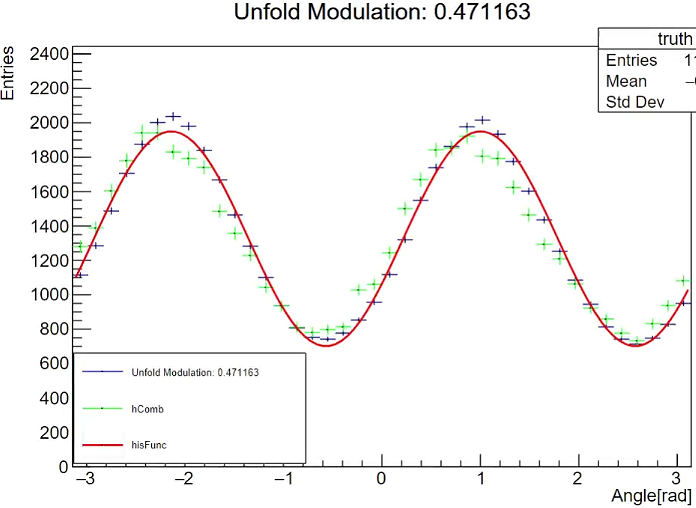 Unfold Modulation: 0.471163
Entries
truth
Entries 11
Mean
Std Dev
2400
2200
2000
1800
1600
1400
1200
1000
800
600
400
200
0
Unfold Modulation: 0.471163
hComb
hisFunc
−3 −2 −1 0 1 2 3
Angle[rad]